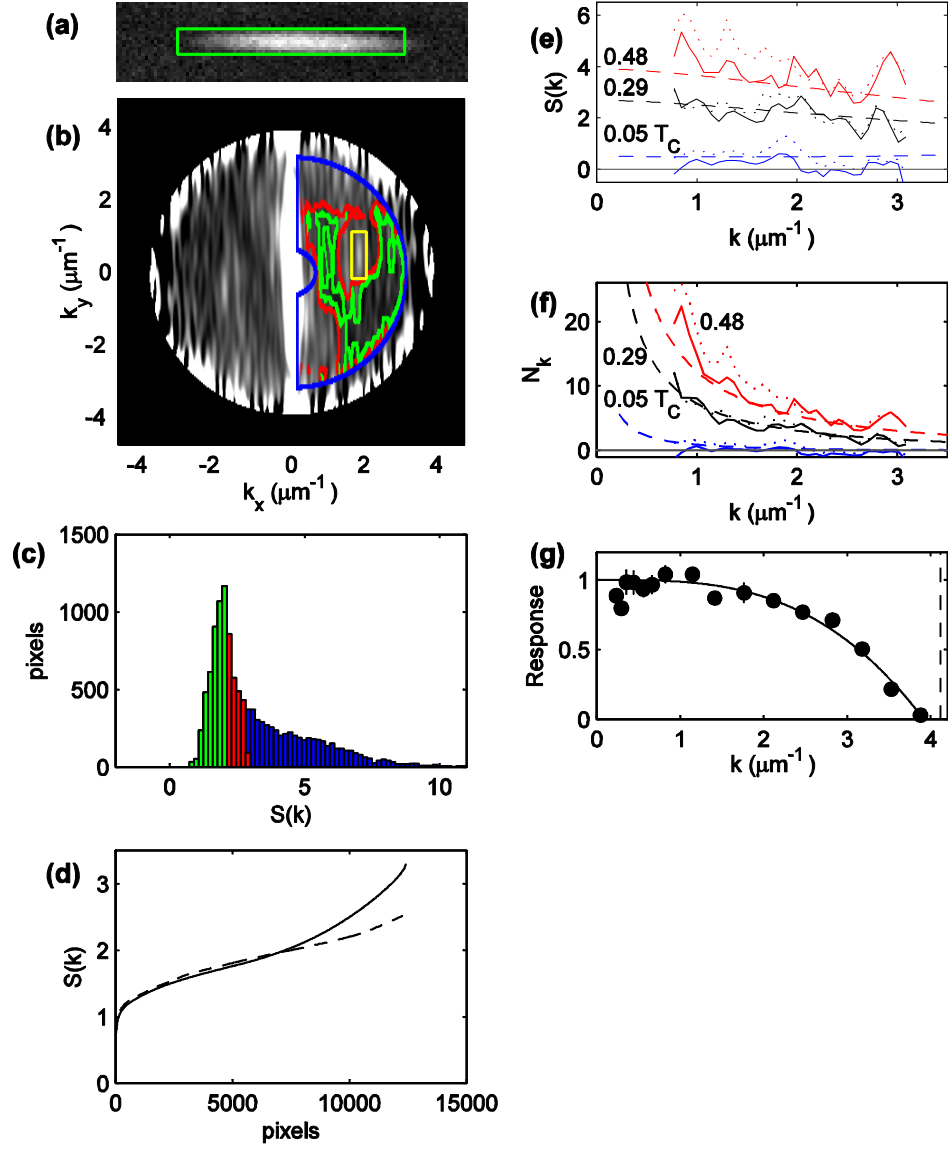 (a)
(b)
4
2
0
-2
-4
k_y (μm^-1)
-4 -2 0 2 4
k_x (μm^-1)
(c)
1500
1000
500
0
pixels
0 5 10
S(k)
(d)
3
2
1
0
S(k)
0 5000 10000 15000
pixels
(e)
6
4
2
0
S(k)
0.48
0.29
0.05 T_C
0 1 2 3
k (μm^-1)
(f)
20
10
0
N_k
0.48
0.29
0.05 T_C
0 1 2 3
k (μm^-1)
(g)
1
0.5
0
Response
0 1 2 3 4
k (μm^-1)